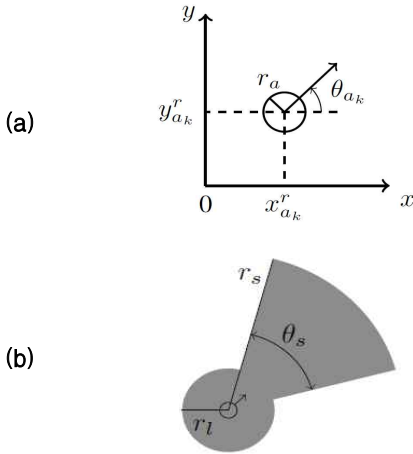 y
r_a
θ_{a_k}
(a)
y^r_{a_k}
0
x^r_{a_k}
x
r_s
(b)
θ_s
r_l